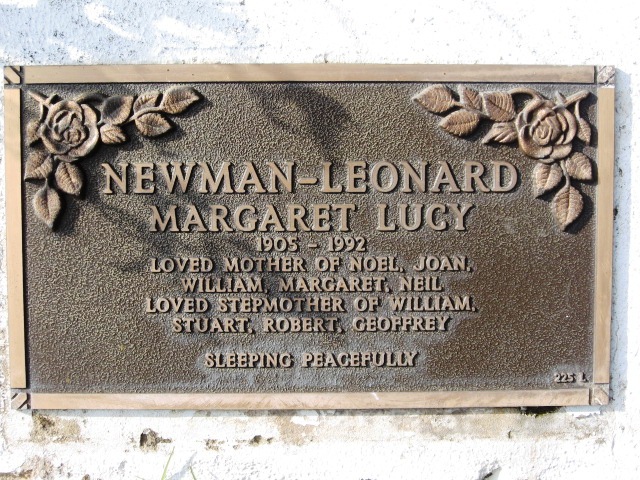 NEWMAN-LEONARD
MARGARET LUCY
1905 - 1992
LOVED MOTHER OF NOEL, JOAN,
WILLIAM, MARGARET, NEIL
LOVED STEPMOTHER OF WILLIAM,
STUART, ROBERT, GEOFFREY
SLEEPING PEACEFULLY
225 L